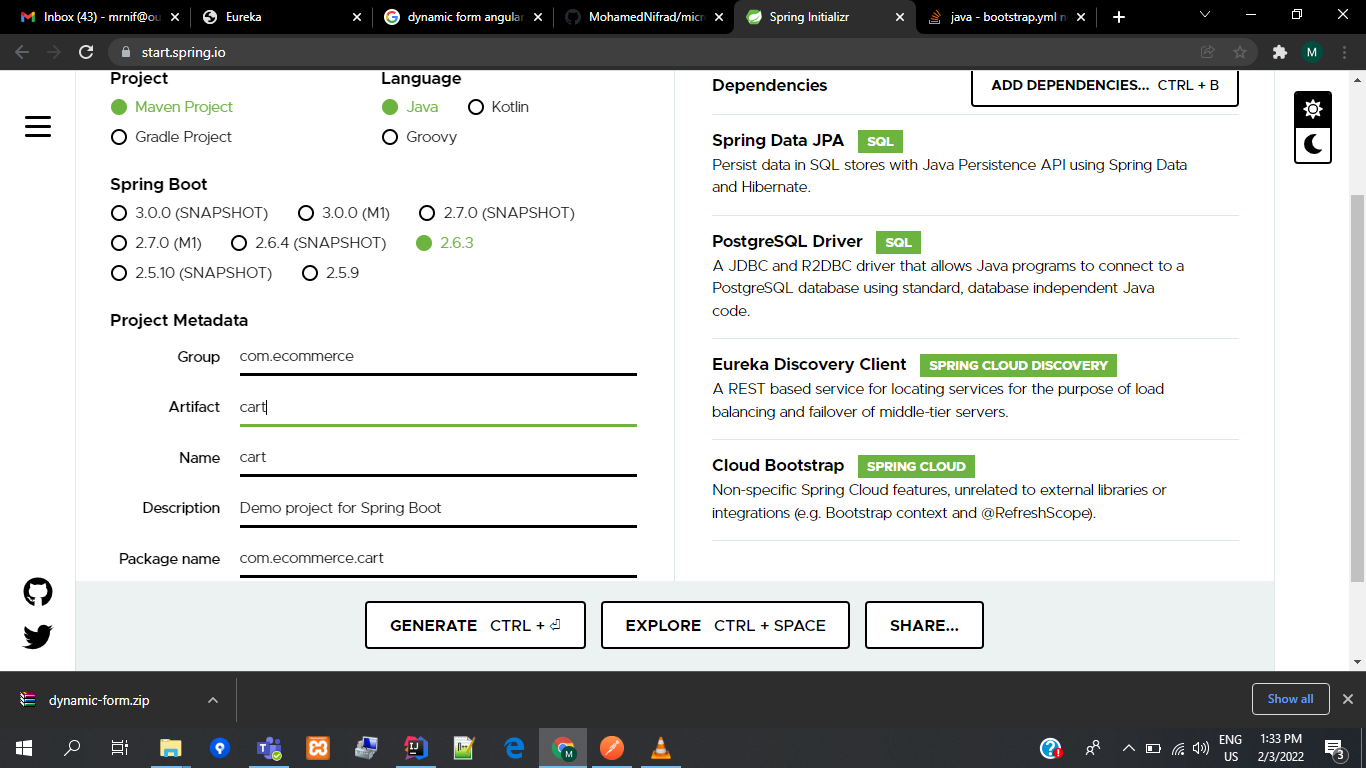 Inbox (43) - mrnif@ou
Eureka
dynamic form angular
MohamedNifrad/micr
Spring Initializr
java - bootstrap.yml n
start.spring.io
M
Project
Maven Project
Gradle Project
Language
Java
Kotlin
Groovy
Spring Boot
3.0.0 (SNAPSHOT)
3.0.0 (M1)
2.7.0 (SNAPSHOT)
2.7.0 (M1)
2.6.4 (SNAPSHOT)
2.6.3
2.5.10 (SNAPSHOT)
2.5.9
Project Metadata
Group com.ecommerce
Artifact cart
Name cart
Description Demo project for Spring Boot
Package name com.ecommerce.cart
Dependencies
ADD DEPENDENCIES... CTRL + B
Spring Data JPA SQL
Persist data in SQL stores with Java Persistence API using Spring Data
and Hibernate.
PostgreSQL Driver SQL
A JDBC and R2DBC driver that allows Java programs to connect to a
PostgreSQL database using standard, database independent Java
code.
Eureka Discovery Client SPRING CLOUD DISCOVERY
A REST based service for locating services for the purpose of load
balancing and failover of middle-tier servers.
Cloud Bootstrap SPRING CLOUD
Non-specific Spring Cloud features, unrelated to external libraries or
integrations (e.g. Bootstrap context and @RefreshScope).
GENERATE CTRL + ⏎
EXPLORE CTRL + SPACE
SHARE...
dynamic-form.zip
Show all
ENG
US
1:33 PM
2/3/2022
3